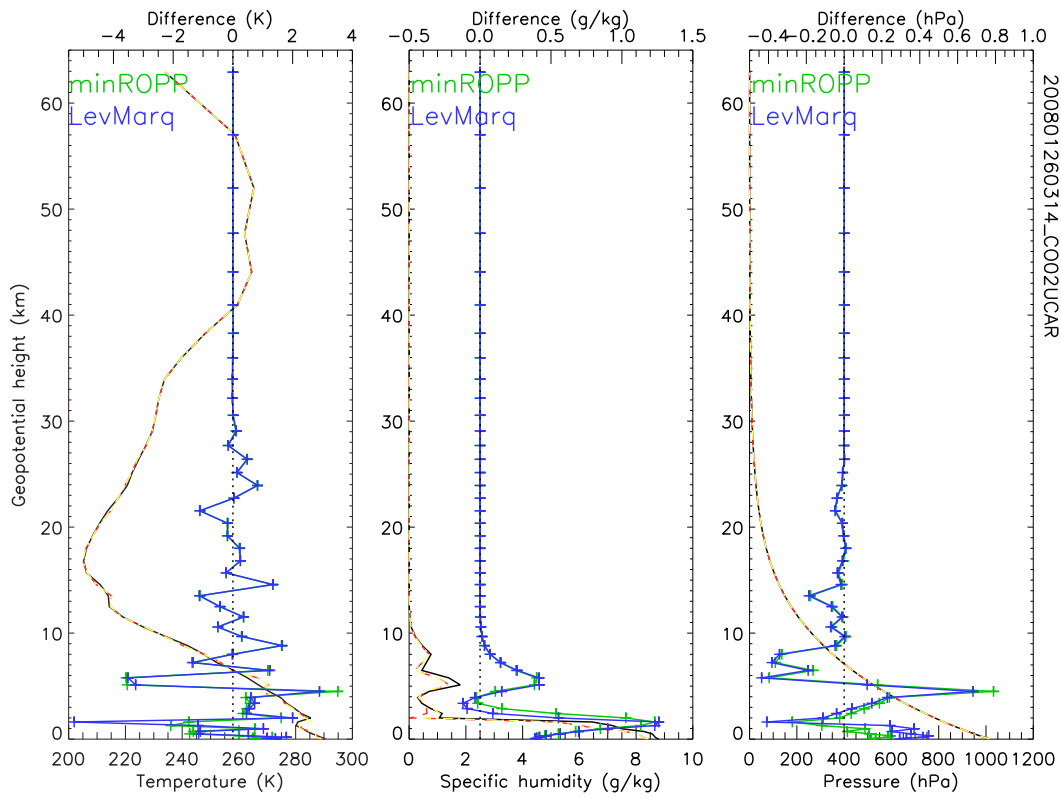 Difference (K)
Difference (g/kg)
Difference (hPa)
−4 −2 0 2 4
−0.5 0.0 0.5 1.0 1.5
−0.4 −0.20 0.0 0.2 0.4 0.6 0.8 1.0
minROPP
LevMarq
minROPP
LevMarq
minROPP
LevMarq
60
50
40
30
20
10
0
60
50
40
30
20
10
0
60
50
40
30
20
10
0
Geopotential height (km)
200801260314_CO02UCAR
200 220 240 260 280 300
0 2 4 6 8 10
0 200 400 600 800 1000 1200
Temperature (K)
Specific humidity (g/kg)
Pressure (hPa)